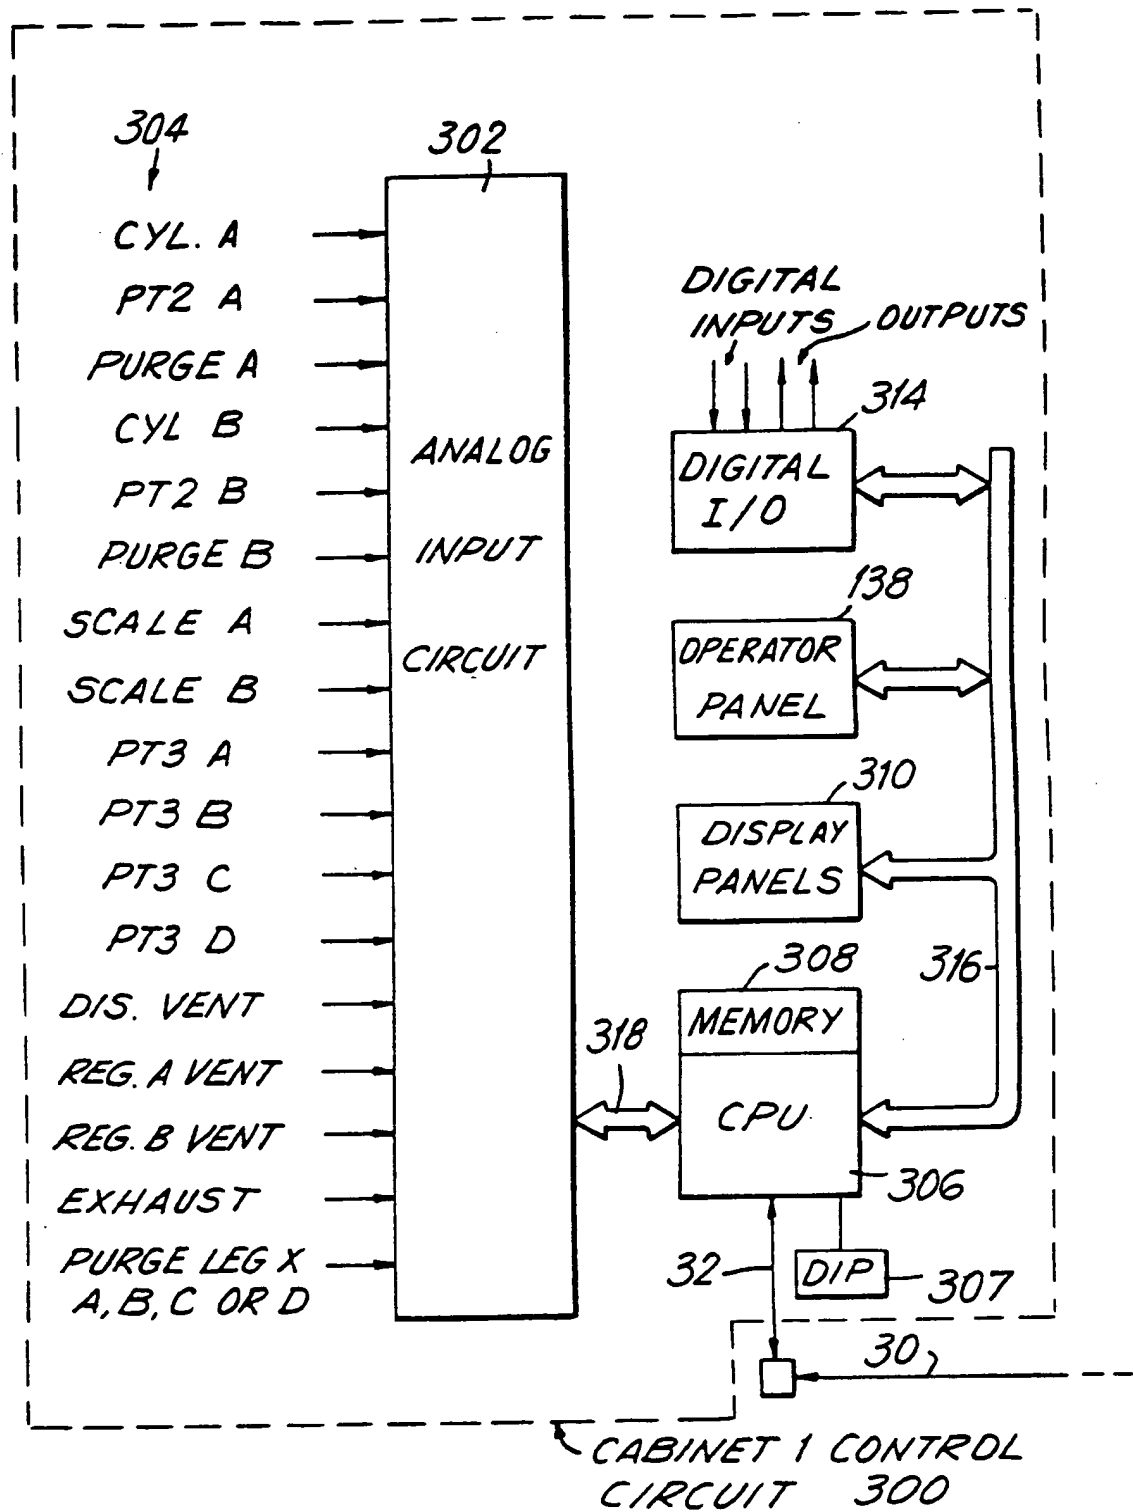 304
302
CYL. A
PT2 A
PURGE A
CYL B
PT2 B
PURGE B
SCALE A
SCALE B
PT3 A
PT3 B
PT3 C
PT3 D
DIS. VENT
REG. A VENT
REG. B VENT
EXHAUST
PURGE LEG X
A, B, C OR D
ANALOG
INPUT
CIRCUIT
DIGITAL
INPUTS OUTPUTS
314
DIGITAL
I/O
138
OPERATOR
PANEL
310
DISPLAY
PANELS
316
308
MEMORY
318
CPU
306
32
DIP
307
30
CABINET 1 CONTROL
CIRCUIT 300